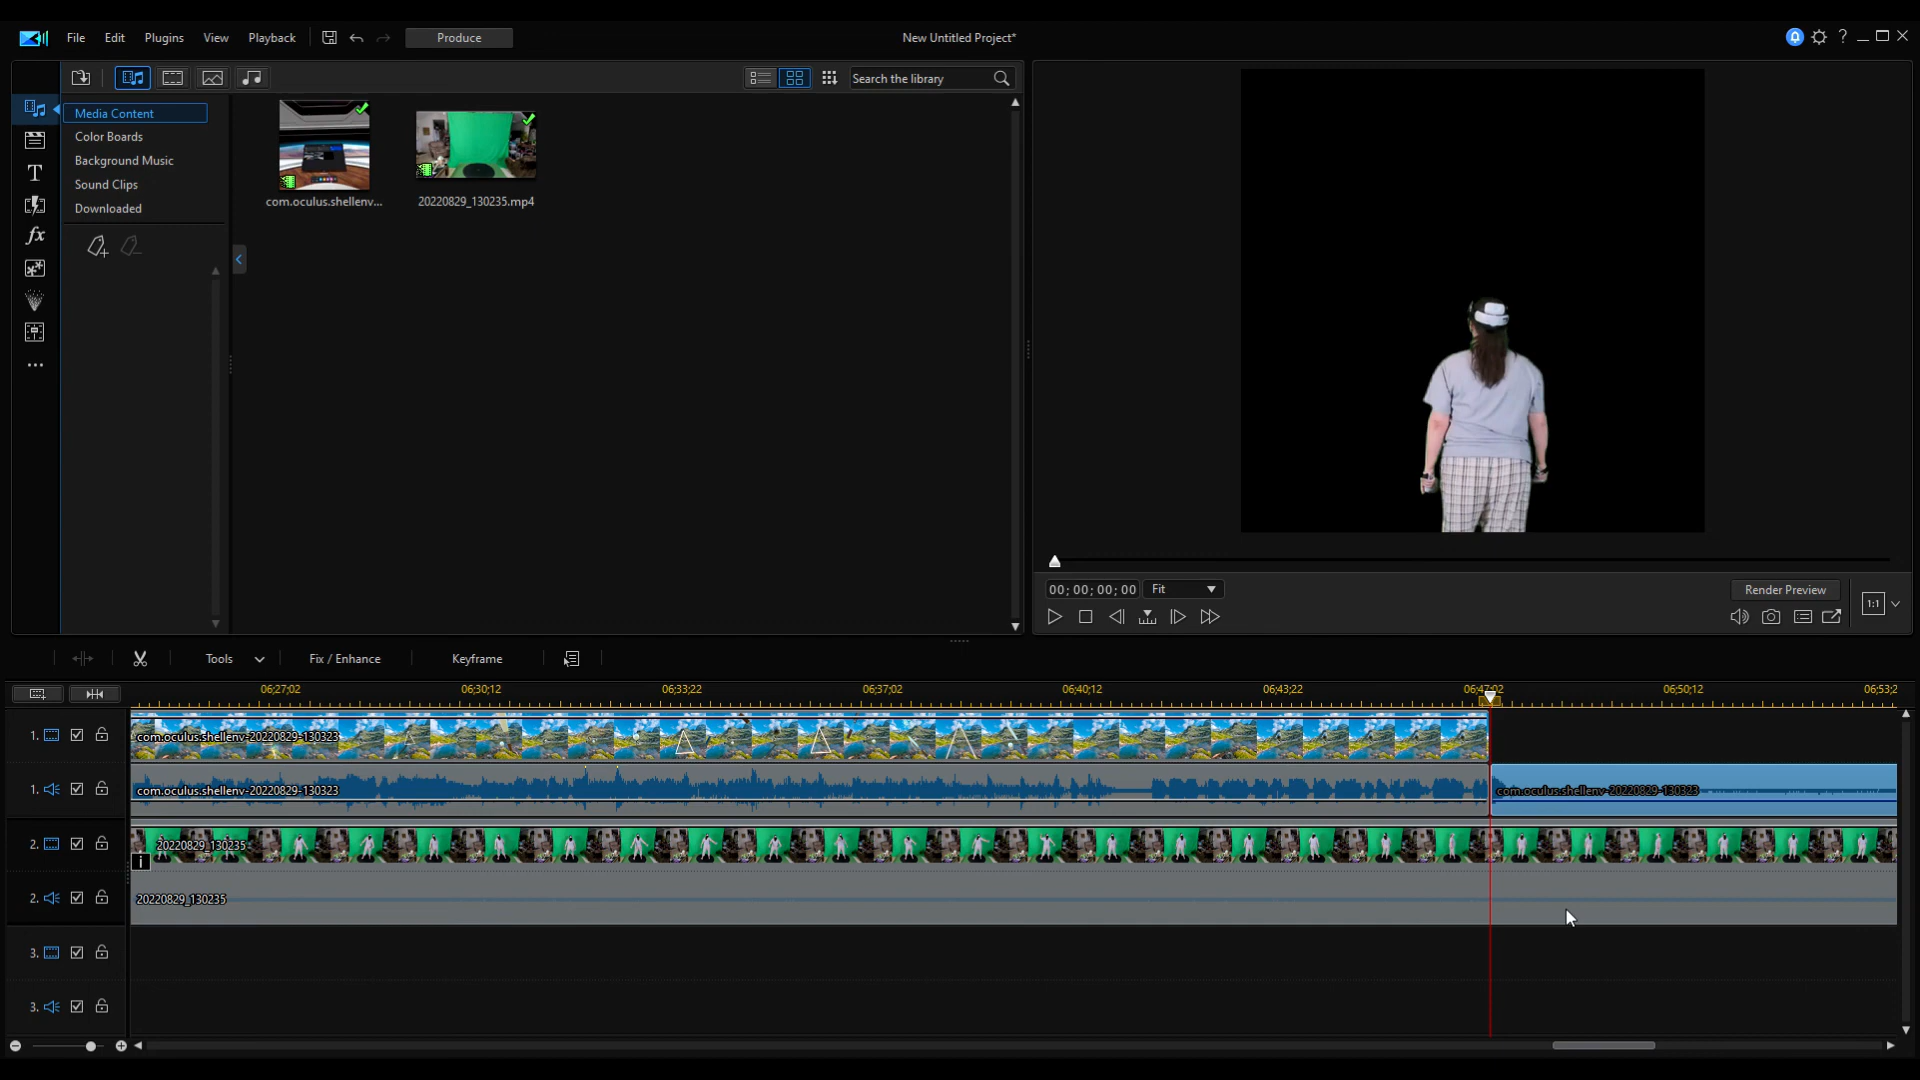 File Edit Plugins View Playback Produce New Untitled Project* ?
Search the library
Media Content
Color Boards
Background Music
Sound Clips
Downloaded
com.oculus.shellenv...
20220829_130235.mp4
T
fx
00; 00; 00; 00 Fit
Render Preview
1:1
Tools Fix / Enhance Keyframe
06;27;02 06;30;12 06;33;22 06;37;02 06;40;12 06;43;22 06;47;02 06;50;12 06;53;2
1. com.oculus.shellenv-20220829-130323
1. com.oculus.shellenv-20220829-130323 com.oculus.shellenv-20220829-130323
2. 20220829_130235
i
2. 20220829_130235
3.
3.